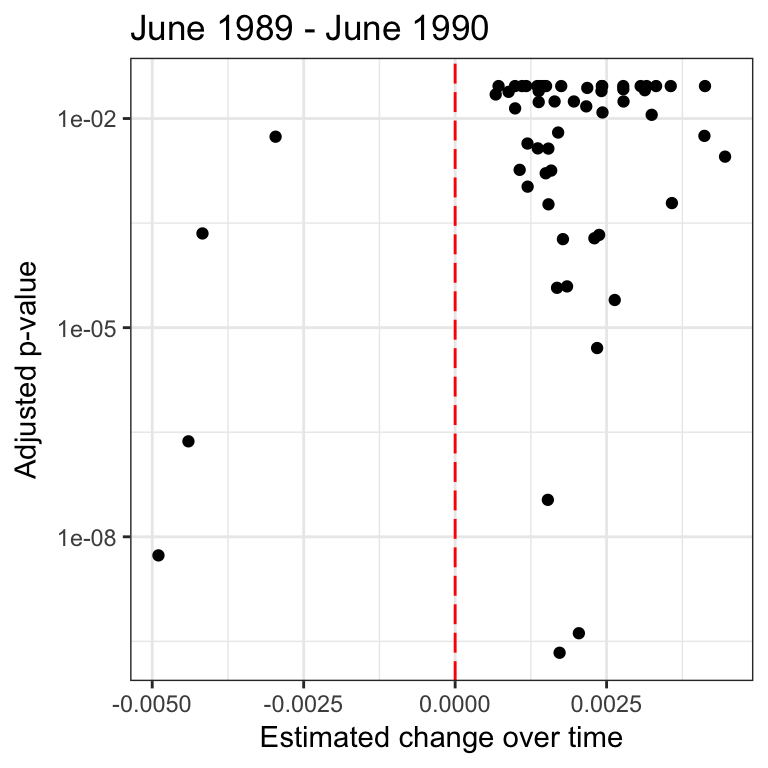 June 1989 - June 1990
Adjusted p-value
1e-02
1e-05
1e-08
-0.0050 -0.0025 0.0000 0.0025
Estimated change over time